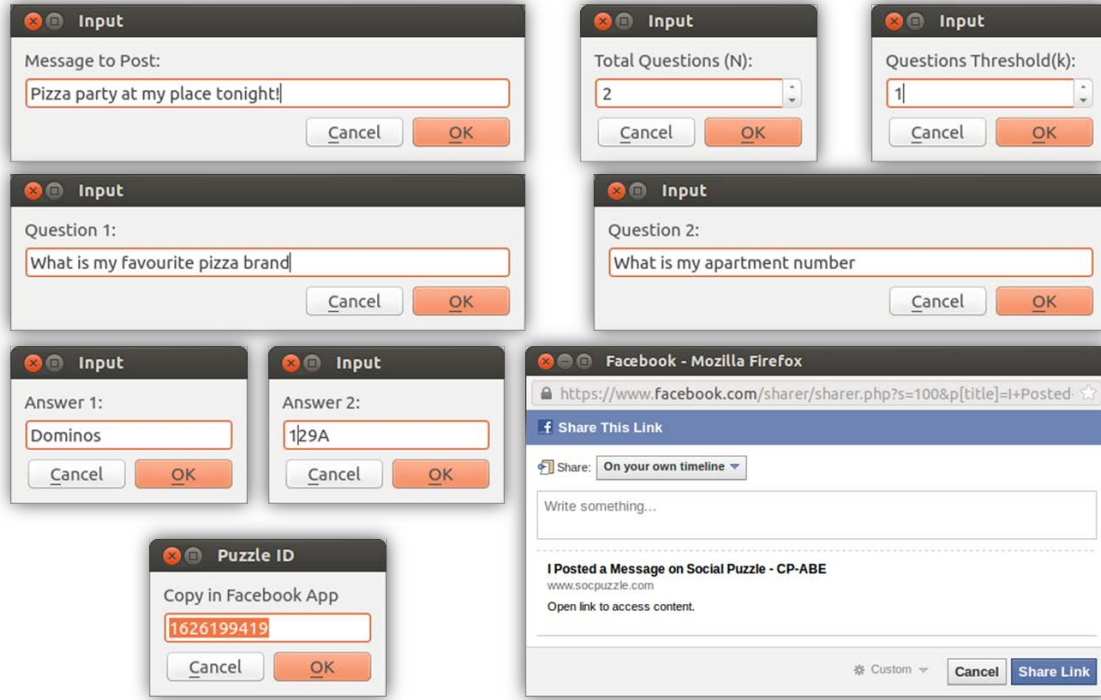 Input
Message to Post:
Pizza party at my place tonight!
Cancel OK
Input
Total Questions (N):
2
Cancel OK
Input
Questions Threshold(k):
1
Cancel OK
Input
Question 1:
What is my favourite pizza brand
Cancel OK
Input
Question 2:
What is my apartment number
Cancel OK
Input
Answer 1:
Dominos
Cancel OK
Input
Answer 2:
129A
Cancel OK
Facebook - Mozilla Firefox
https://www.facebook.com/sharer/sharer.php?s=100&p[title]=I+Posted-
f Share This Link
Share: On your own timeline
Write something...
I Posted a Message on Social Puzzle - CP-ABE
www.socpuzzle.com
Open link to access content.
Custom Cancel Share Link
Puzzle ID
Copy in Facebook App
1626199419
Cancel OK